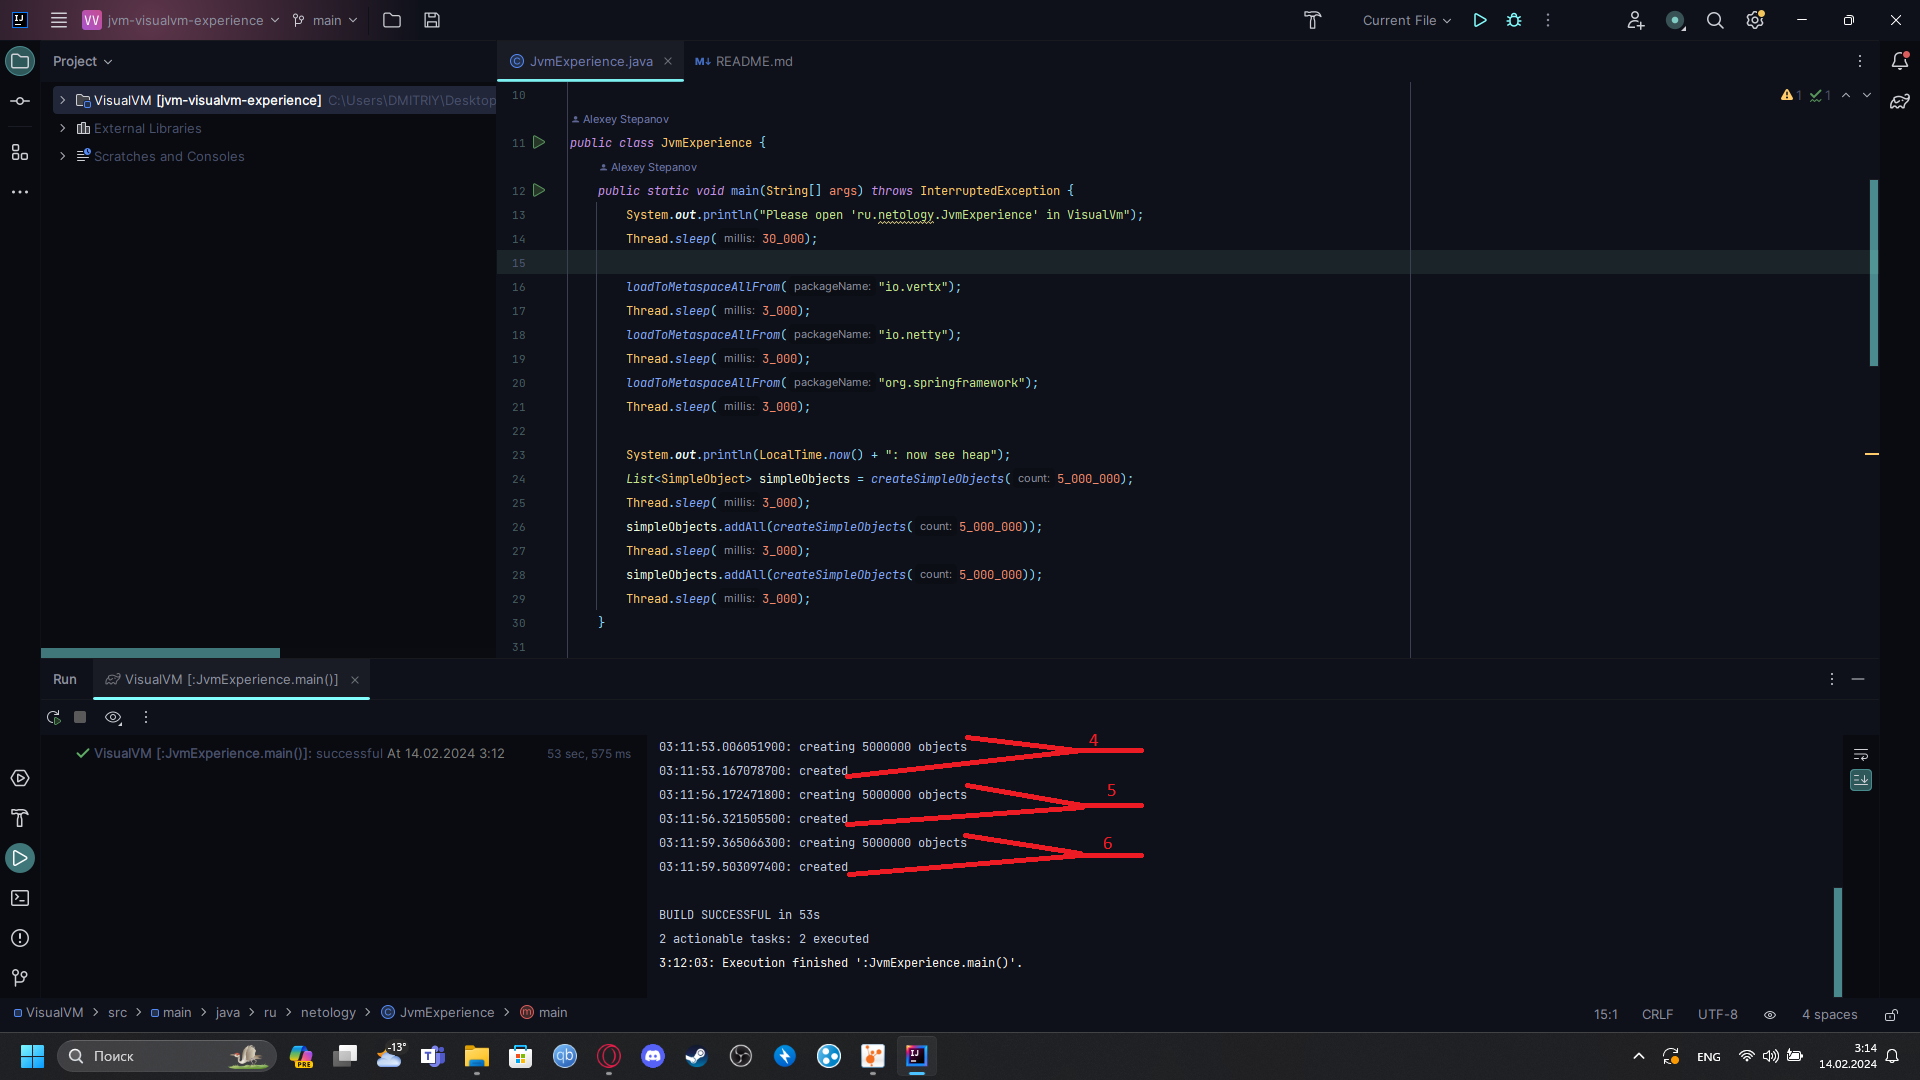 VV jvm-visualvm-experience main Current File
Project JvmExperience.java README.md
VisualVM [jvm-visualvm-experience] C:\Users\DMITRIY\Desktop
External Libraries
Scratches and Consoles
1 1
10
Alexey Stepanov
11 public class JvmExperience {
Alexey Stepanov
12 public static void main(String[] args) throws InterruptedException {
13 System.out.println("Please open 'ru.netology.JvmExperience' in VisualVm");
14 Thread.sleep( millis: 30_000);
15
16 loadToMetaspaceAllFrom( packageName: "io.vertx");
17 Thread.sleep( millis: 3_000);
18 loadToMetaspaceAllFrom( packageName: "io.netty");
19 Thread.sleep( millis: 3_000);
20 loadToMetaspaceAllFrom( packageName: "org.springframework");
21 Thread.sleep( millis: 3_000);
22
23 System.out.println(LocalTime.now() + ": now see heap");
24 List<SimpleObject> simpleObjects = createSimpleObjects( count: 5_000_000);
25 Thread.sleep( millis: 3_000);
26 simpleObjects.addAll(createSimpleObjects( count: 5_000_000));
27 Thread.sleep( millis: 3_000);
28 simpleObjects.addAll(createSimpleObjects( count: 5_000_000));
29 Thread.sleep( millis: 3_000);
30 }
31
Run VisualVM [:JvmExperience.main()]
VisualVM [:JvmExperience.main()]: successful At 14.02.2024 3:12 53 sec, 575 ms
03:11:53.006051900: creating 5000000 objects
4
03:11:53.167078700: created
03:11:56.172471800: creating 5000000 objects
5
03:11:56.321505500: created
03:11:59.365066300: creating 5000000 objects
6
03:11:59.503097400: created
BUILD SUCCESSFUL in 53s
2 actionable tasks: 2 executed
3:12:03: Execution finished ':JvmExperience.main()'.
VisualVM > src > main > java > ru > netology > JvmExperience > main
15:1 CRLF UTF-8 4 spaces
Поиск
PRE
-13°
ENG
3:14
14.02.2024